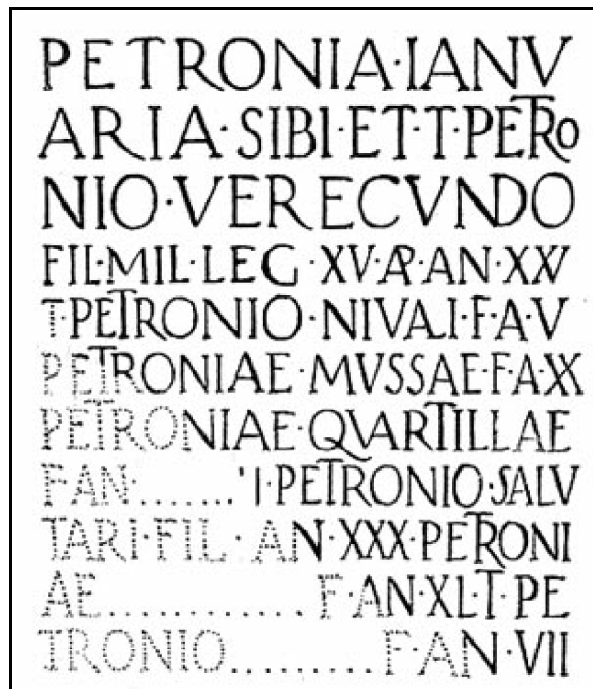 PETRONIA·IANV
ARIA·SIBI·ET·T·PETRO
NIO·VERECVNDO
FIL·MIL·LEG·XV·AP·AN·XXV
T·PETRONIO·NIVALI·F·A·V
PETRONIAE·MVSSAE·F·A·XX
PETRONIAE·QVARTILLAE
F AN·.......'I·PETRONIO·SALV
TARI·FIL·AN·XXX·PETRONI
AE............F·AN·XL·T·PE
TRONIO.........F·AN·VII